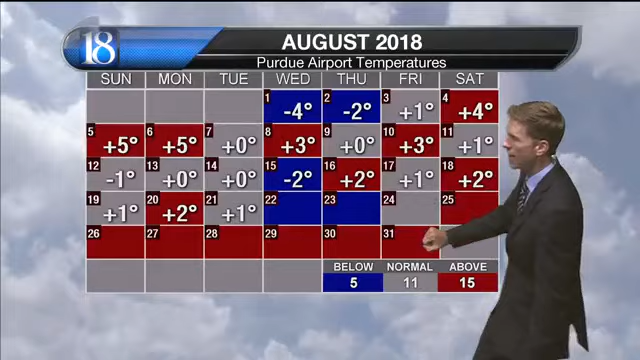 18
AUGUST 2018
Purdue Airport Temperatures
SUN MON TUE WED THU FRI SAT
1 -4° 2 -2° 3 +1° 4 +4°
5 +5° 6 +5° 7 +0° 8 +3° 9 +0° 10 +3° 11 +1°
12 -1° 13 +0° 14 +0° 15 -2° 16 +2° 17 +1° 18 +2°
19 +1° 20 +2° 21 +1° 22 23 24 25
26 27 28 29 30 31
BELOW NORMAL ABOVE
5 11 15